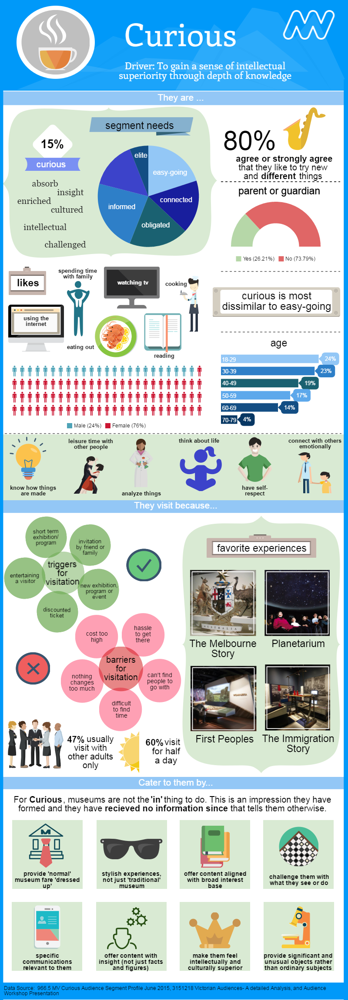 Curious
Driver: To gain a sense of intellectual
superiority through depth of knowledge
They are ...
segment needs
15%
curious
absorb
insight
enriched
cultured
intellectual
challenged
elite
easy-going
connected
informed
obligated
80%
agree or strongly agree
that they like to try new
and different things
parent or guardian
Yes (26.21%)
No (73.79%)
likes
spending time
with family
watching tv
cooking
using the
internet
eating out
reading
curious is most
dissimilar to easy-going
age
18-29 24%
30-39 23%
40-49 19%
50-59 17%
60-69 14%
70-79 4%
Male (24%)
Female (76%)
know how things
are made
leisure time with
other people
analyze things
think about life
have self-
respect
connect with others
emotionally
They visit because...
short term
exhibition/
program
invitation
by friend or
family
triggers
for
visitation
entertaining
a visitor
new exhibition,
program or
event
discounted
ticket
cost too
high
hassle
to get
there
barriers
for
visitation
nothing
changes
too much
can't find
people to
go with
difficult
to find
time
47% usually
visit with
other adults
only
60% visit
for half
a day
favorite experiences
AUSTRALIA
The Melbourne
Story
Planetarium
First Peoples
The Immigration
Story
Cater to them by...
For Curious, museums are not the 'in' thing to do. This is an impression they have
formed and they have recieved no information since that tells them otherwise.
provide 'normal'
museum fare 'dressed
up'
stylish experiences,
not just 'traditional'
museum
offer content aligned
with broad interest
base
challenge them with
what they see or do
specific
communications
relevant to them
offer content with
insight (not just facts
and figures)
make them feel
intellectually and
culturally superior
provide significant and
unusual objects rather
than ordinary subjects
Data Source: 966.5 MV Curious Audience Segment Profile June 2015, 3151218 Victorian Audiences- A detailed Analysis, and Audience
Workshop Presentation